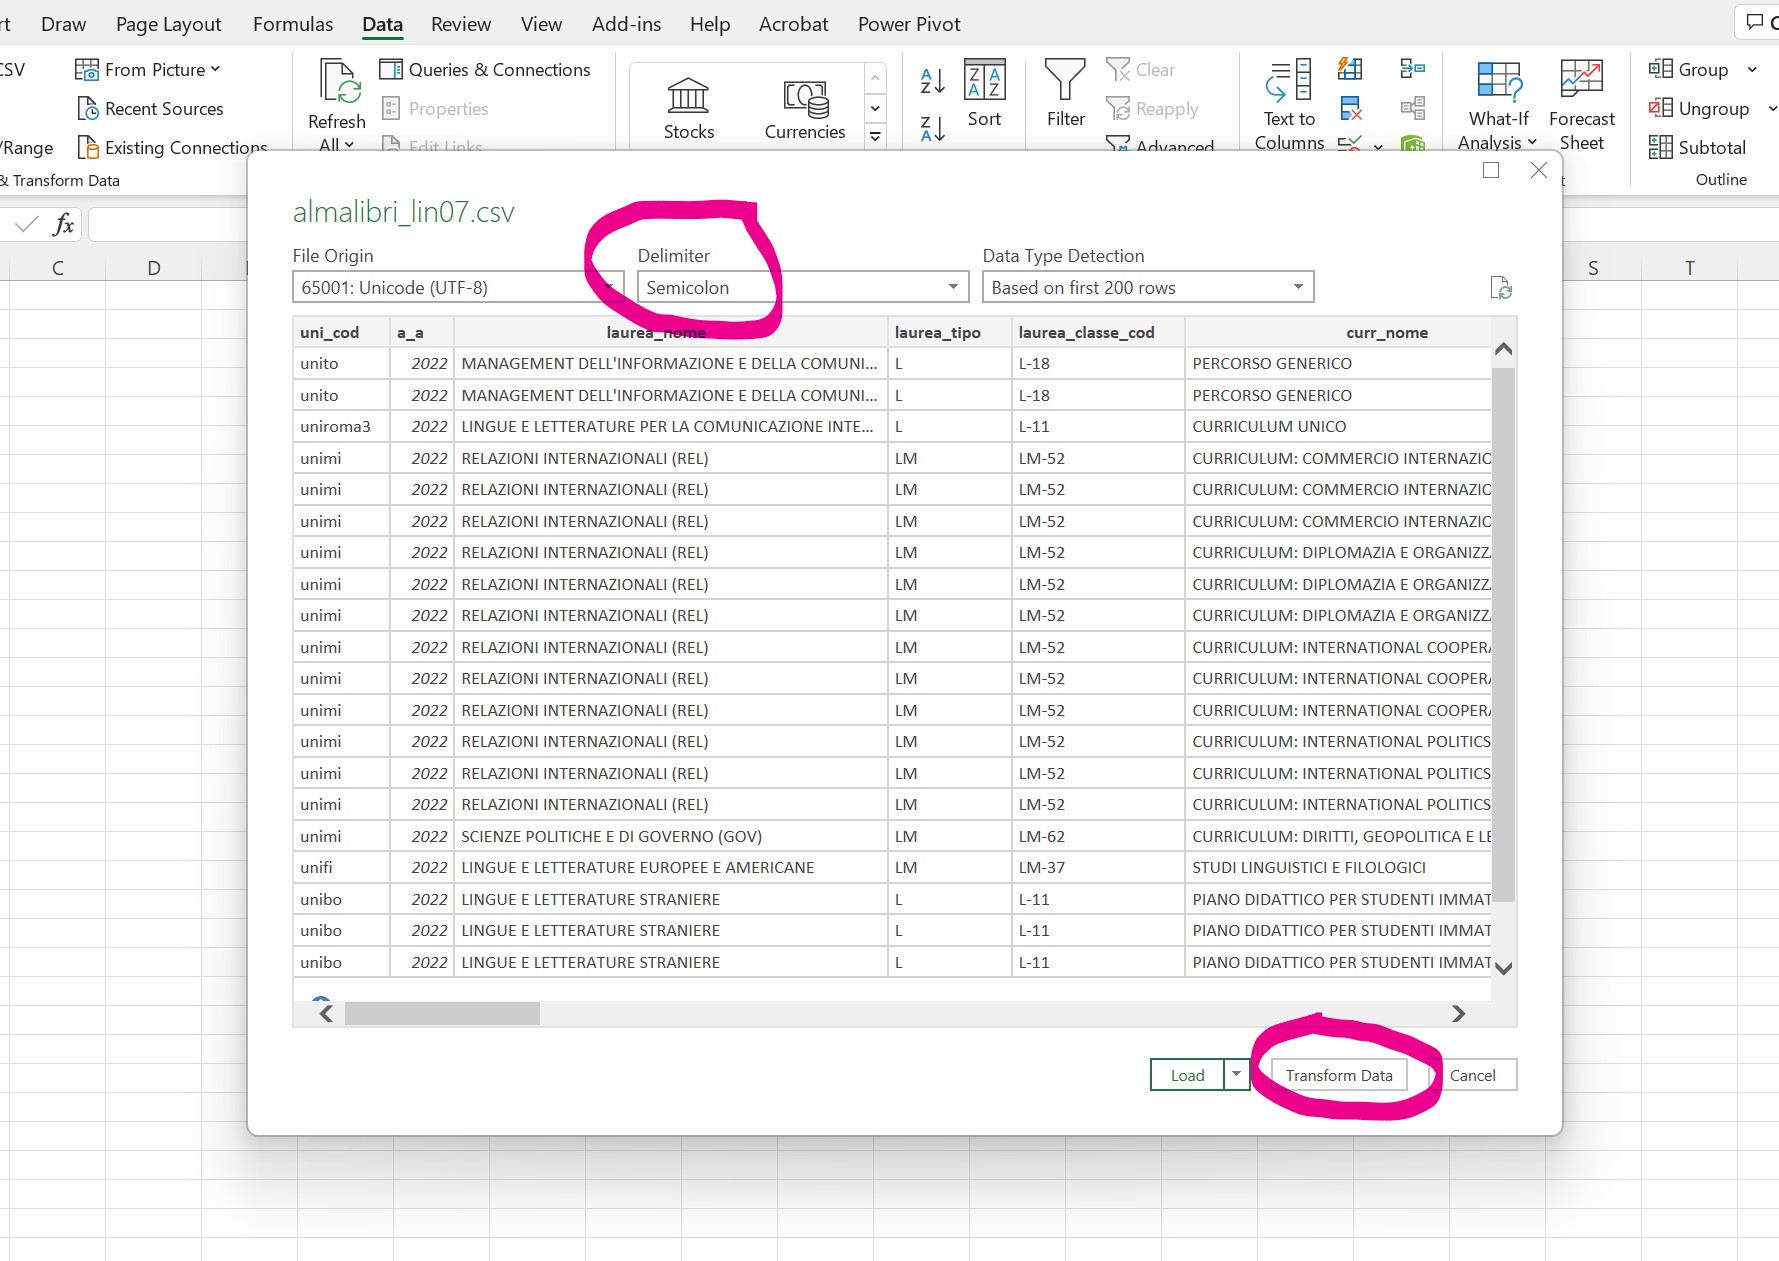 rt Draw Page Layout Formulas Data Review View Add-ins Help Acrobat Power Pivot
CSV From Picture Queries & Connections Clear Group
Recent Sources Properties Reapply Ungroup
/Range Existing Connections Edit Links Advanced Subtotal
Refresh All Stocks Currencies Sort Filter Text to Columns What-If Analysis Forecast Sheet
& Transform Data Outline
fx
C D S T
almalibri_lin07.csv
File Origin Delimiter Data Type Detection
65001: Unicode (UTF-8) Semicolon Based on first 200 rows
uni_cod a_a laurea_nome laurea_tipo laurea_classe_cod curr_nome
unito 2022 MANAGEMENT DELL'INFORMAZIONE E DELLA COMUNI... L L-18 PERCORSO GENERICO
unito 2022 MANAGEMENT DELL'INFORMAZIONE E DELLA COMUNI... L L-18 PERCORSO GENERICO
uniroma3 2022 LINGUE E LETTERATURE PER LA COMUNICAZIONE INTE... L L-11 CURRICULUM UNICO
unimi 2022 RELAZIONI INTERNAZIONALI (REL) LM LM-52 CURRICULUM: COMMERCIO INTERNAZIO
unimi 2022 RELAZIONI INTERNAZIONALI (REL) LM LM-52 CURRICULUM: COMMERCIO INTERNAZIO
unimi 2022 RELAZIONI INTERNAZIONALI (REL) LM LM-52 CURRICULUM: COMMERCIO INTERNAZIO
unimi 2022 RELAZIONI INTERNAZIONALI (REL) LM LM-52 CURRICULUM: DIPLOMAZIA E ORGANIZZ
unimi 2022 RELAZIONI INTERNAZIONALI (REL) LM LM-52 CURRICULUM: DIPLOMAZIA E ORGANIZZ
unimi 2022 RELAZIONI INTERNAZIONALI (REL) LM LM-52 CURRICULUM: DIPLOMAZIA E ORGANIZZ
unimi 2022 RELAZIONI INTERNAZIONALI (REL) LM LM-52 CURRICULUM: INTERNATIONAL COOPER
unimi 2022 RELAZIONI INTERNAZIONALI (REL) LM LM-52 CURRICULUM: INTERNATIONAL COOPER
unimi 2022 RELAZIONI INTERNAZIONALI (REL) LM LM-52 CURRICULUM: INTERNATIONAL COOPER
unimi 2022 RELAZIONI INTERNAZIONALI (REL) LM LM-52 CURRICULUM: INTERNATIONAL POLITICS
unimi 2022 RELAZIONI INTERNAZIONALI (REL) LM LM-52 CURRICULUM: INTERNATIONAL POLITICS
unimi 2022 RELAZIONI INTERNAZIONALI (REL) LM LM-52 CURRICULUM: INTERNATIONAL POLITICS
unimi 2022 SCIENZE POLITICHE E DI GOVERNO (GOV) LM LM-62 CURRICULUM: DIRITTI, GEOPOLITICA E LE
unifi 2022 LINGUE E LETTERATURE EUROPEE E AMERICANE LM LM-37 STUDI LINGUISTICI E FILOLOGICI
unibo 2022 LINGUE E LETTERATURE STRANIERE L L-11 PIANO DIDATTICO PER STUDENTI IMMAT
unibo 2022 LINGUE E LETTERATURE STRANIERE L L-11 PIANO DIDATTICO PER STUDENTI IMMAT
unibo 2022 LINGUE E LETTERATURE STRANIERE L L-11 PIANO DIDATTICO PER STUDENTI IMMAT
Load Transform Data Cancel